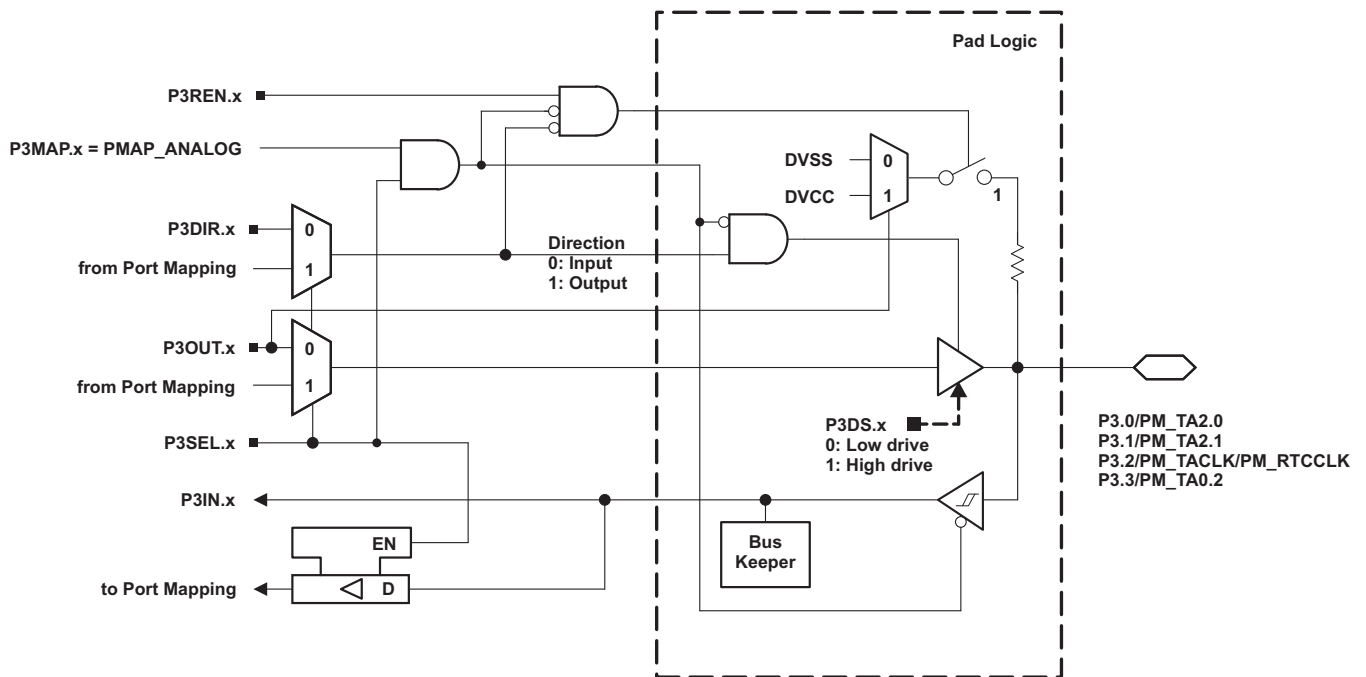 Pad Logic
P3REN.x
P3MAP.x = PMAP_ANALOG
DVSS
0
DVCC
1
1
P3DIR.x
0
from Port Mapping
1
Direction
0: Input
1: Output
P3OUT.x
0
from Port Mapping
1
P3SEL.x
P3DS.x
0: Low drive
1: High drive
P3.0/PM_TA2.0
P3.1/PM_TA2.1
P3.2/PM_TACLK/PM_RTCCLK
P3.3/PM_TA0.2
P3IN.x
EN
Bus
Keeper
to Port Mapping
D